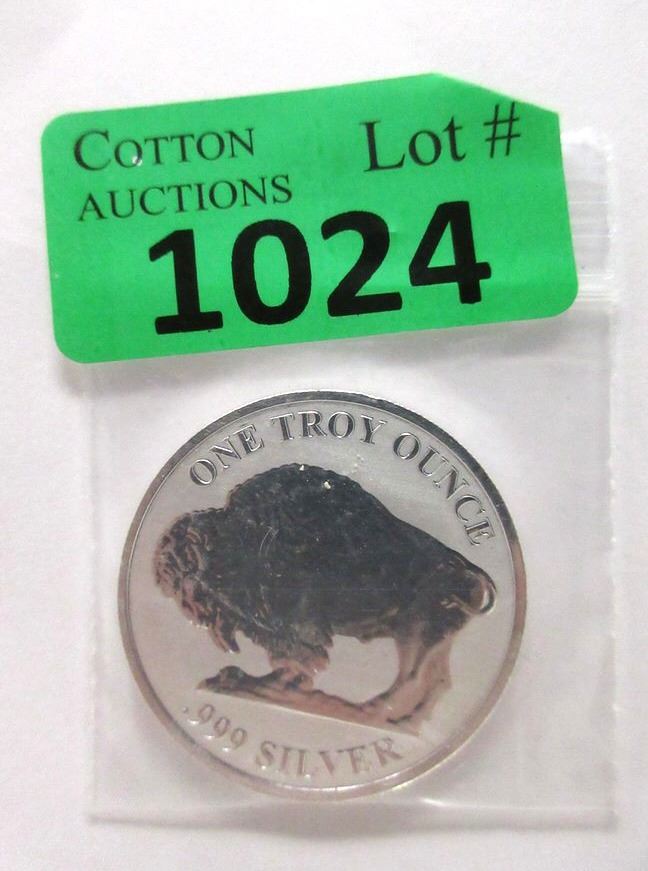 COTTON
AUCTIONS
Lot #
1024
ONE TROY OUNCE
.999 SILVER